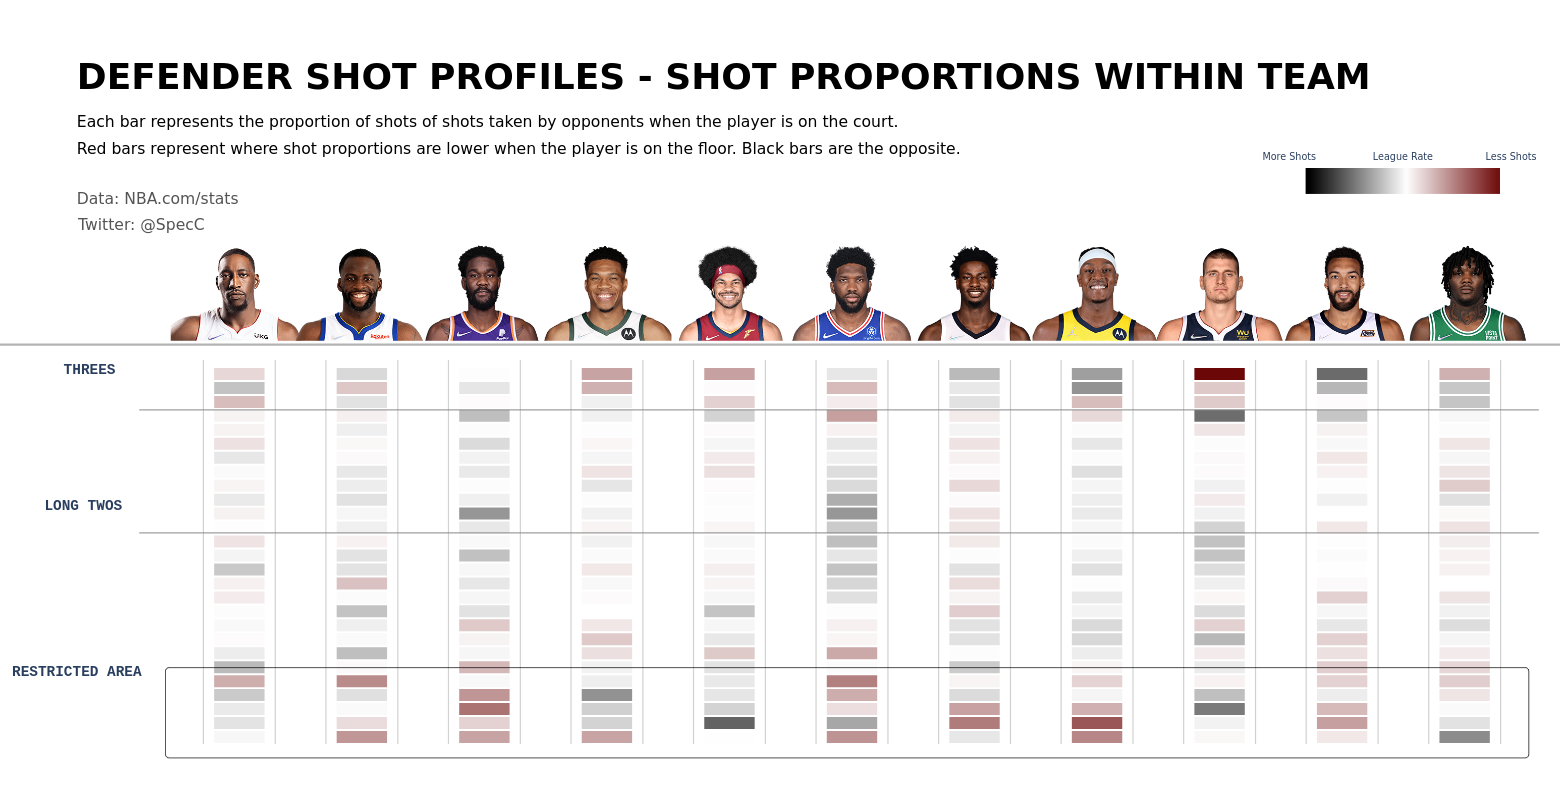 DEFENDER SHOT PROFILES - SHOT PROPORTIONS WITHIN TEAM
Each bar represents the proportion of shots of shots taken by opponents when the player is on the court.
Red bars represent where shot proportions are lower when the player is on the floor. Black bars are the opposite.
More Shots League Rate Less Shots
Data: NBA.com/stats
Twitter: @SpecC
THREES
LONG TWOS
RESTRICTED AREA